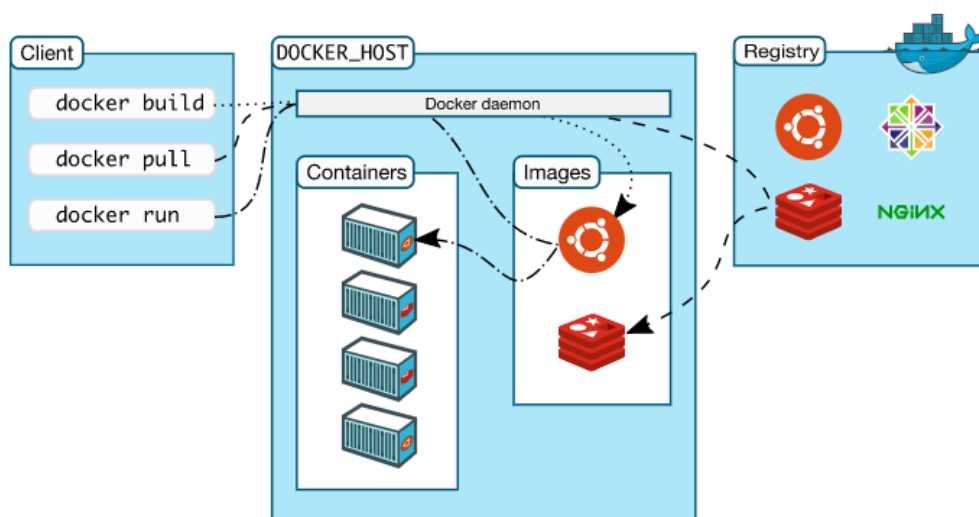 Client
docker build
docker pull
docker run
DOCKER_HOST
Docker daemon
Containers
Images
Registry
NGINX